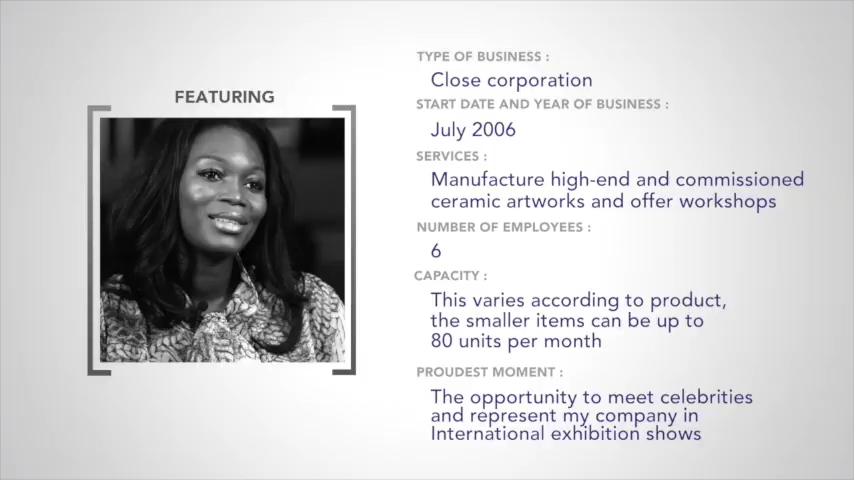 FEATURING
TYPE OF BUSINESS :
Close corporation
START DATE AND YEAR OF BUSINESS :
July 2006
SERVICES :
Manufacture high-end and commissioned
ceramic artworks and offer workshops
NUMBER OF EMPLOYEES :
6
CAPACITY :
This varies according to product,
the smaller items can be up to
80 units per month
PROUDEST MOMENT :
The opportunity to meet celebrities
and represent my company in
International exhibition shows